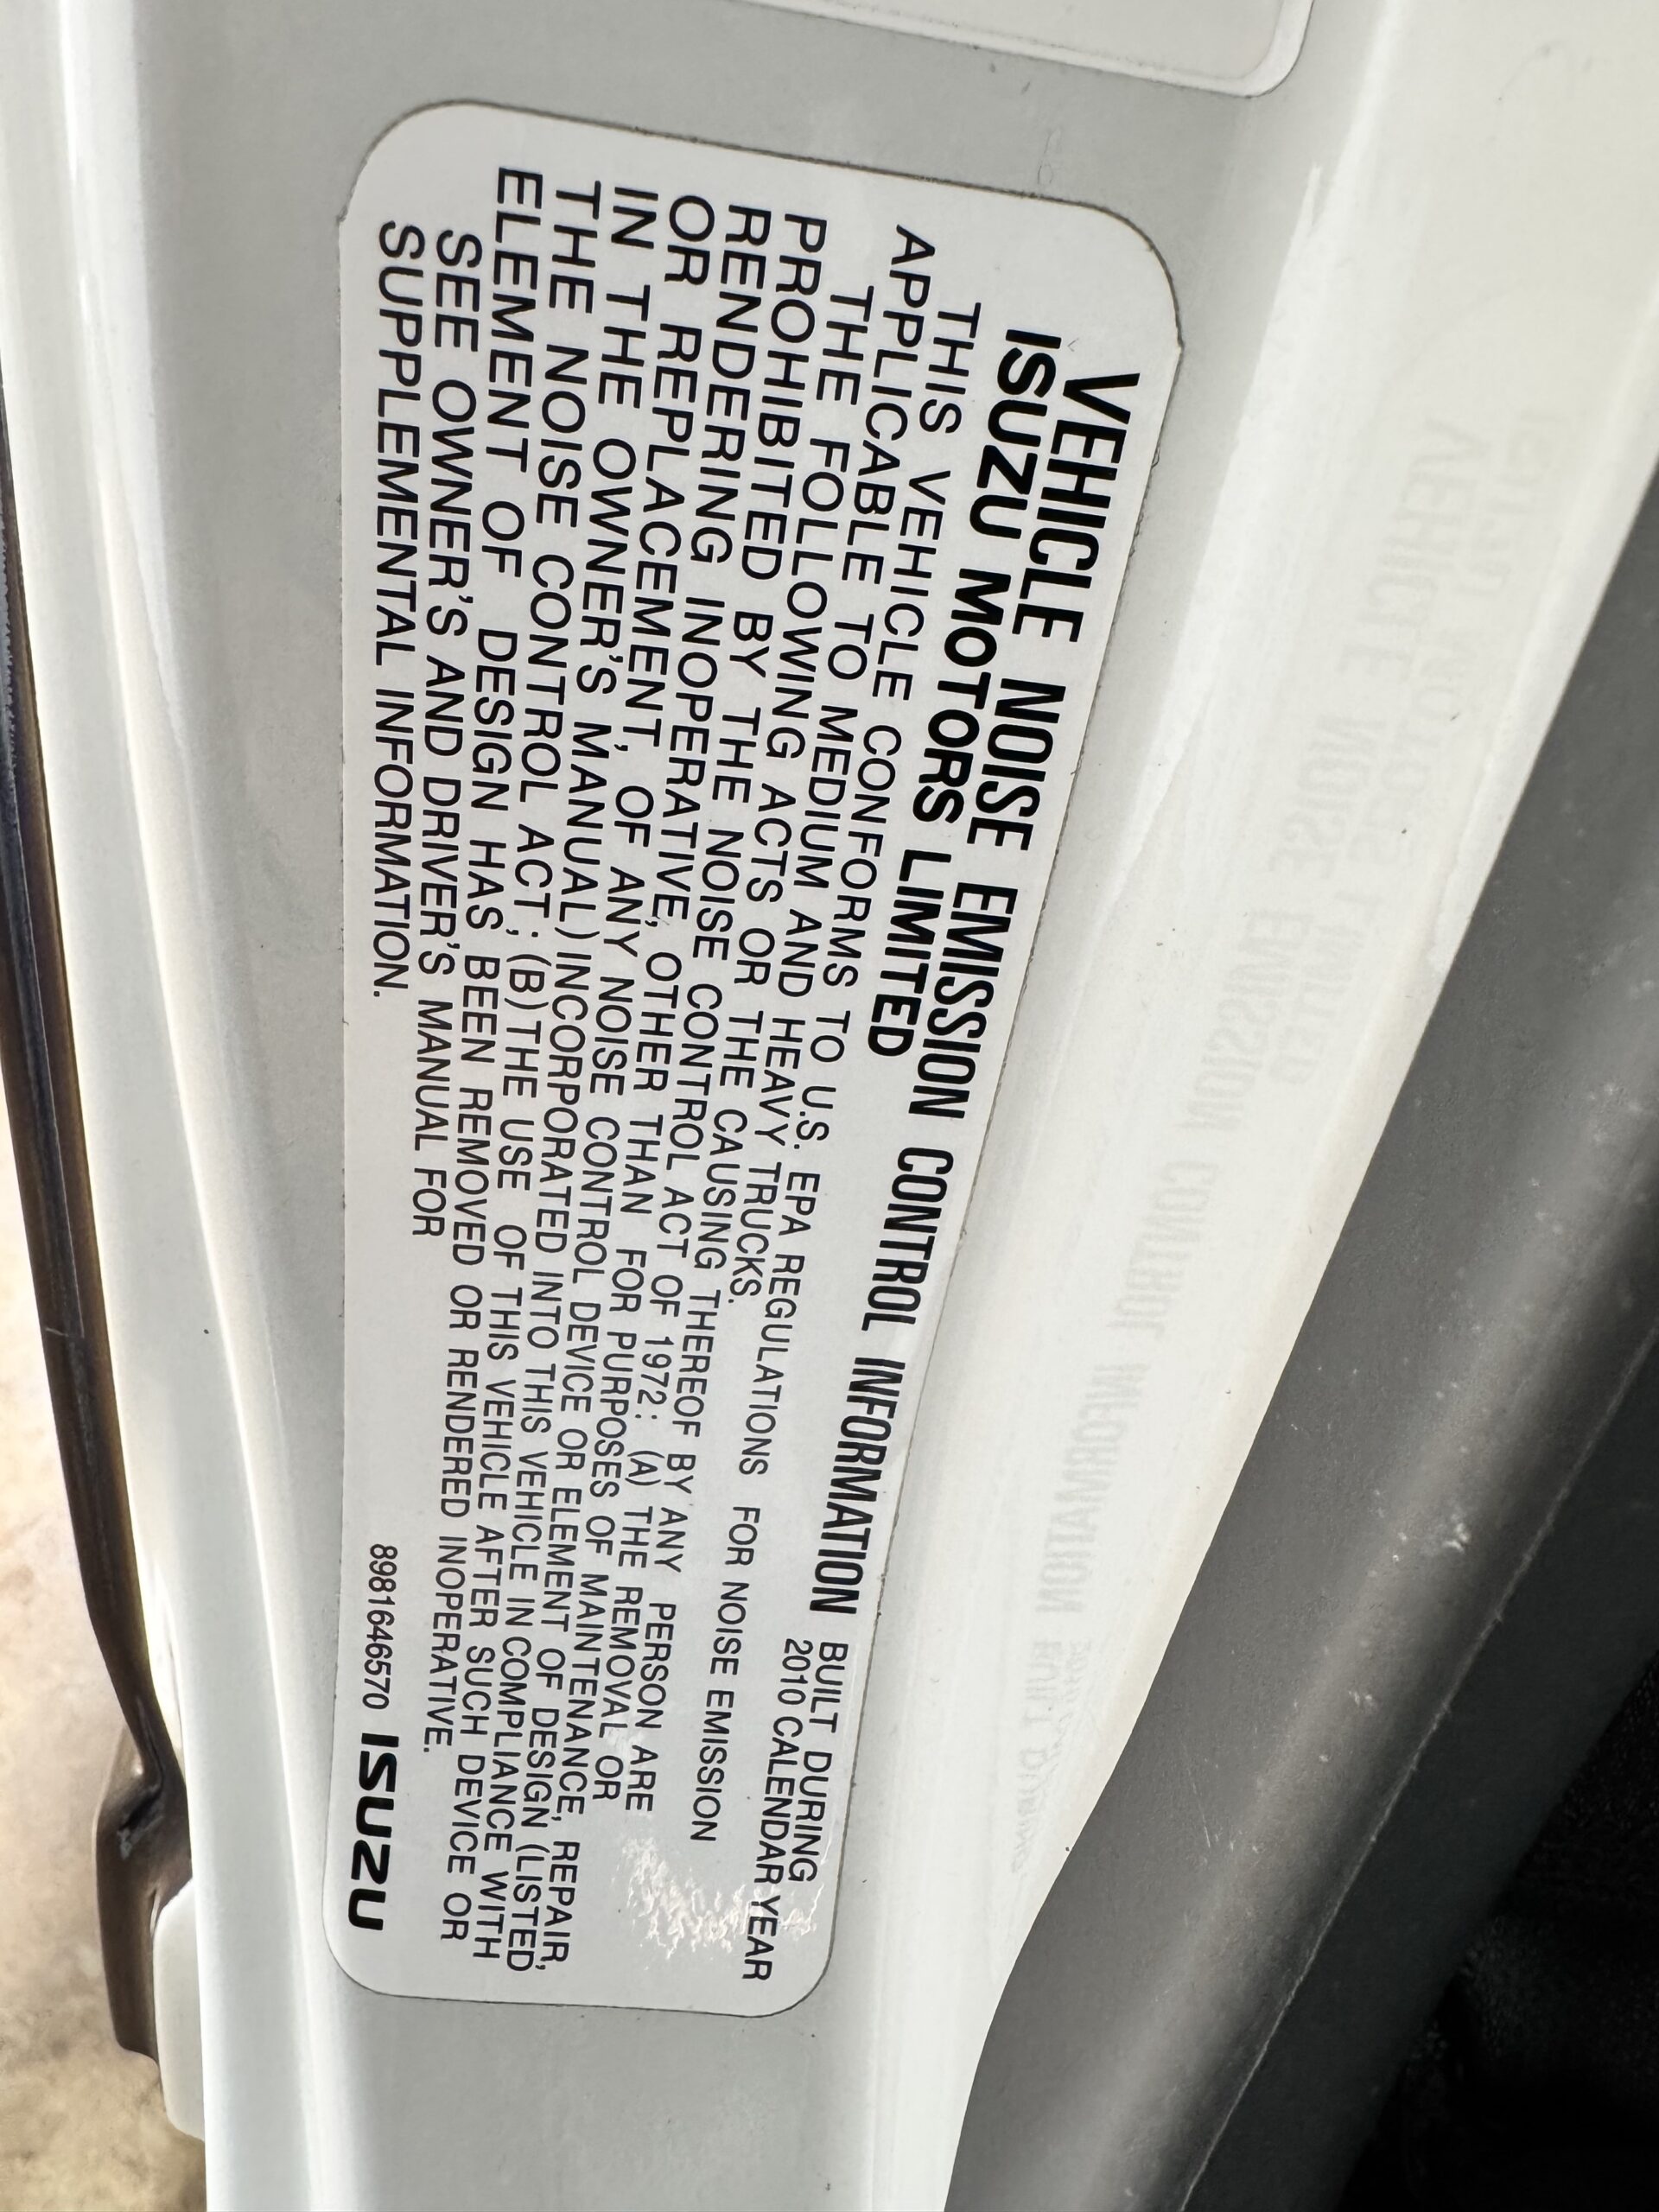 VEHICLE NOISE EMISSION CONTROL INFORMATION BUILT DURING
ISUZU MOTORS LIMITED 2010 CALENDAR YEAR
THIS VEHICLE CONFORMS TO U.S. EPA REGULATIONS FOR NOISE EMISSION
APPLICABLE TO MEDIUM AND HEAVY TRUCKS.
THE FOLLOWING ACTS OR THE CAUSING THEREOF BY ANY PERSON ARE
PROHIBITED BY THE NOISE CONTROL ACT OF 1972: (A) THE REMOVAL OR
RENDERING INOPERATIVE, OTHER THAN FOR PURPOSES OF MAINTENANCE, REPAIR,
OR REPLACEMENT, OF ANY NOISE CONTROL DEVICE OR ELEMENT OF DESIGN (LISTED
IN THE OWNER'S MANUAL) INCORPORATED INTO THIS VEHICLE IN COMPLIANCE WITH
THE NOISE CONTROL ACT; (B) THE USE OF THIS VEHICLE AFTER SUCH DEVICE OR
ELEMENT OF DESIGN HAS BEEN REMOVED OR RENDERED INOPERATIVE.
SEE OWNER'S AND DRIVER'S MANUAL FOR
SUPPLEMENTAL INFORMATION.
8981646570 ISUZU